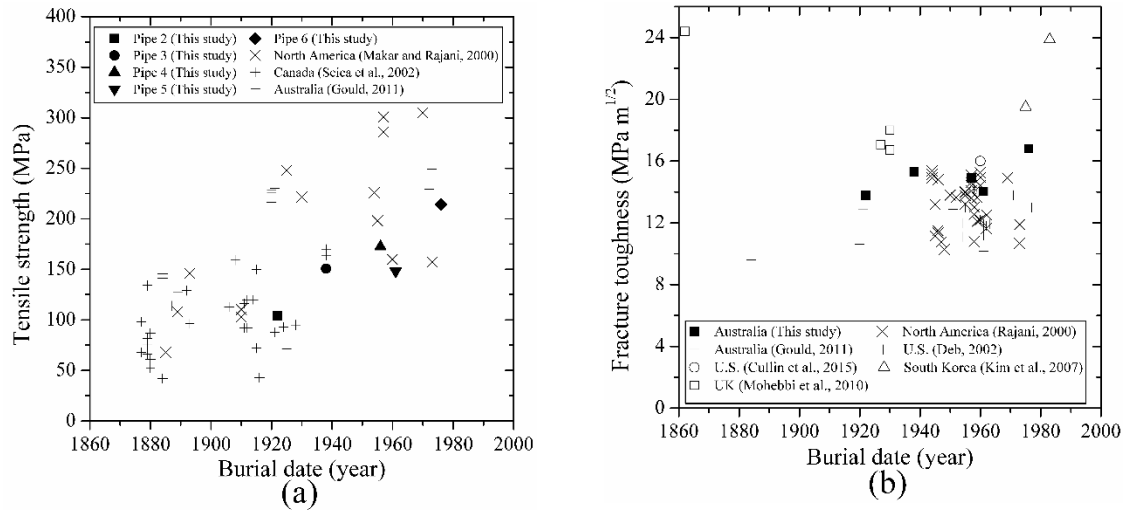 400
350
300
250
200
150
100
50
0
Tensile strength (MPa)
Pipe 2 (This study)
Pipe 3 (This study)
Pipe 4 (This study)
Pipe 5 (This study)
Pipe 6 (This study)
North America (Makar and Rajani, 2000)
Canada (Seica et al., 2002)
Australia (Gould, 2011)
1860 1880 1900 1920 1940 1960 1980 2000
Burial date (year)
(a)
24
20
16
12
8
4
0
Fracture toughness (MPa m1/2)
Australia (This study)
Australia (Gould, 2011)
U.S. (Cullin et al., 2015)
UK (Mohebbi et al., 2010)
North America (Rajani, 2000)
U.S. (Deb, 2002)
South Korea (Kim et al., 2007)
1860 1880 1900 1920 1940 1960 1980 2000
Burial date (year)
(b)